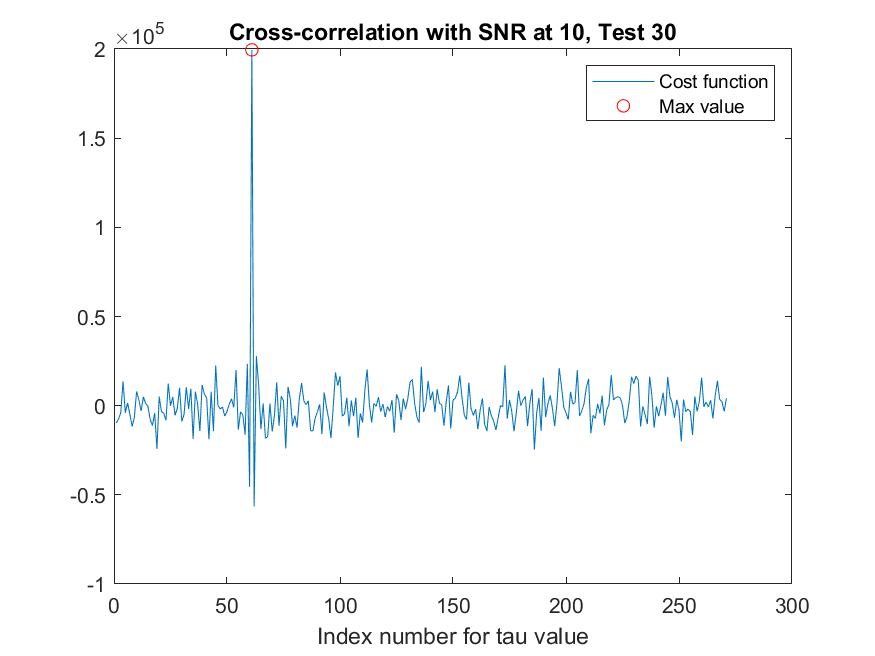 Cross-correlation with SNR at 10, Test 30
×10^5
Cost function
Max value
2
1.5
1
0.5
0
-0.5
-1
0 50 100 150 200 250 300
Index number for tau value